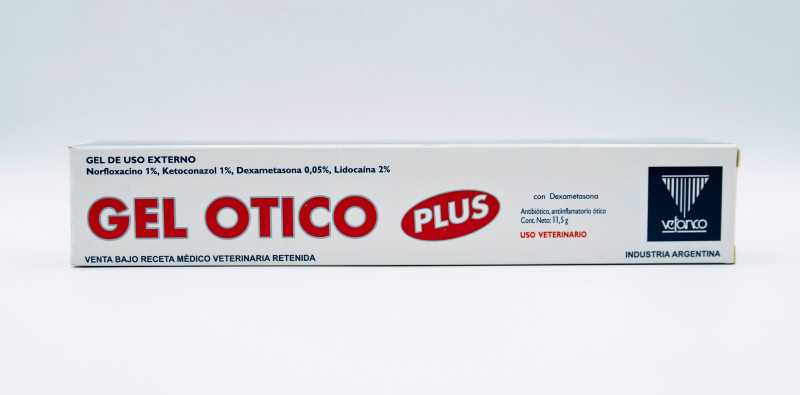 GEL DE USO EXTERNO
Norfloxacino 1%, Ketoconazol 1%, Dexametasona 0,05%, Lidocaína 2%
GEL OTICO PLUS
con Dexametasona
Antibiótico, antiinflamatorio ótico
Cont. Neto: 11,5 g
USO VETERINARIO
vetanco
VENTA BAJO RECETA MÉDICO VETERINARIA RETENIDA
INDUSTRIA ARGENTINA